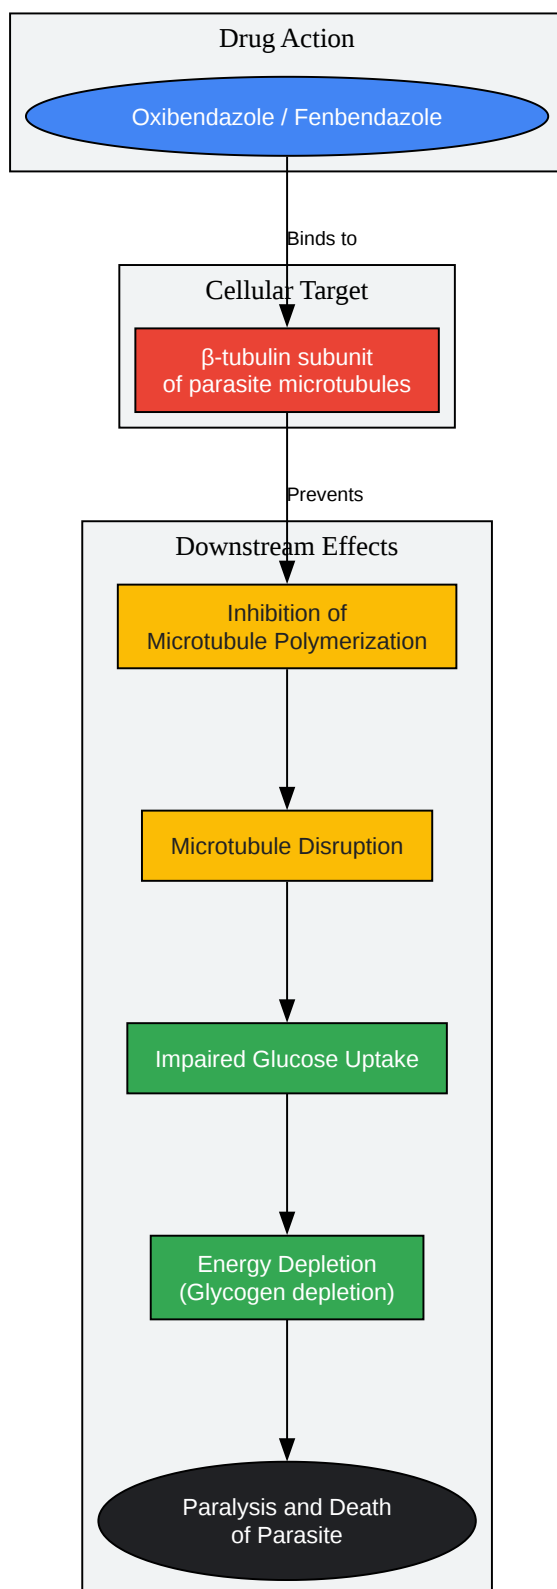 Drug Action
Oxibendazole / Fenbendazole
Binds to
Cellular Target
β-tubulin subunit
of parasite microtubules
Prevents
Downstream Effects
Inhibition of
Microtubule Polymerization
Microtubule Disruption
Impaired Glucose Uptake
Energy Depletion
(Glycogen depletion)
Paralysis and Death
of Parasite